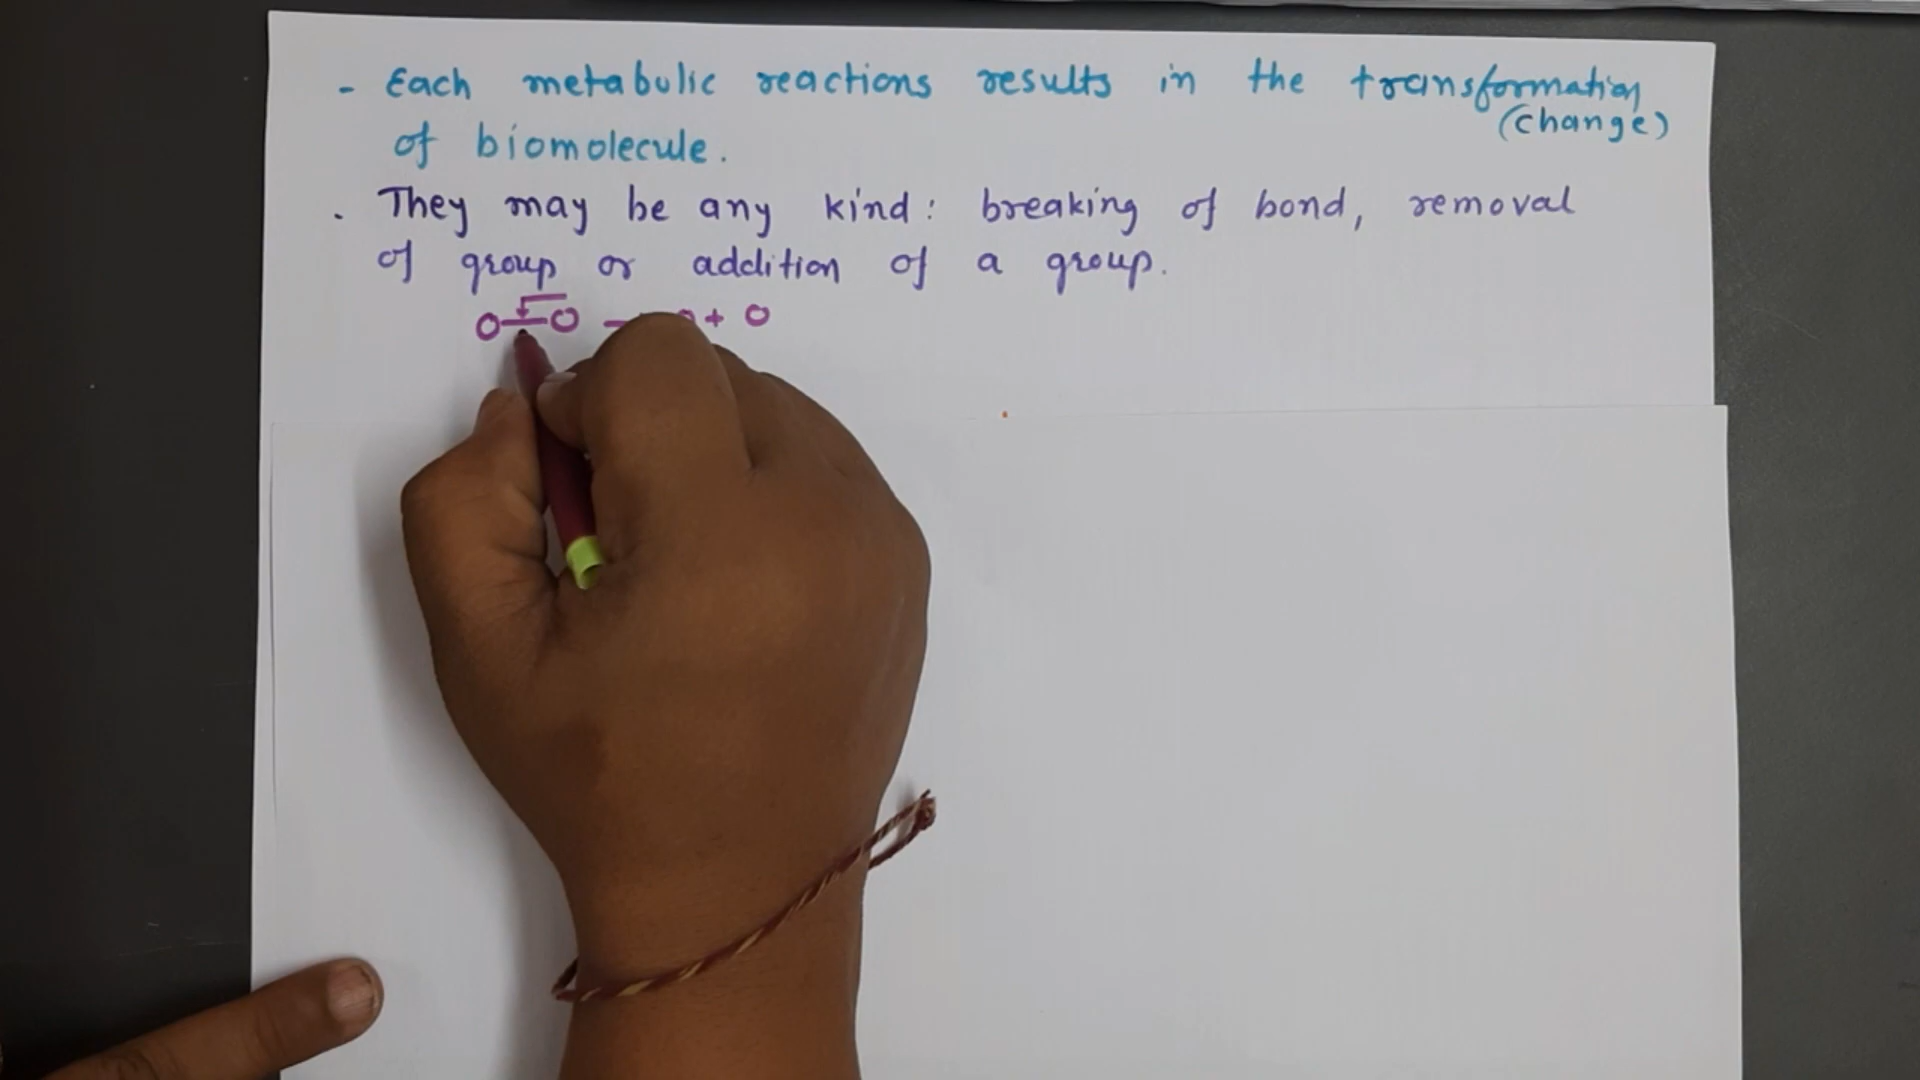 - Each metabolic reactions results in the transformation
(change)
of biomolecule.
. They may be any kind: breaking of bond, removal
of group or addition of a group.
O—O — + O